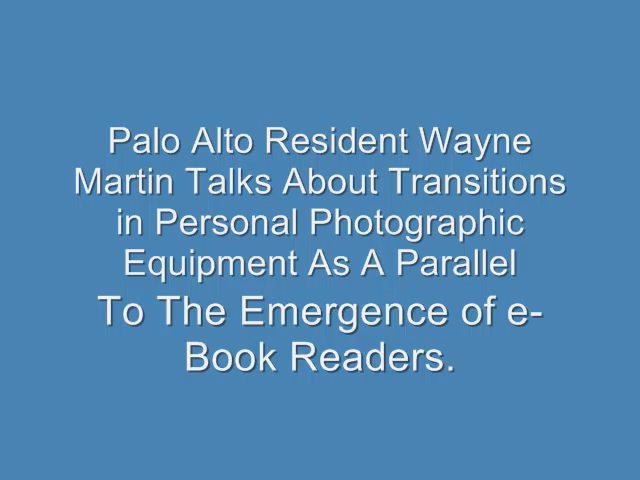 Palo Alto Resident Wayne
Martin Talks About Transitions
in Personal Photographic
Equipment As A Parallel
To The Emergence of e-
Book Readers.